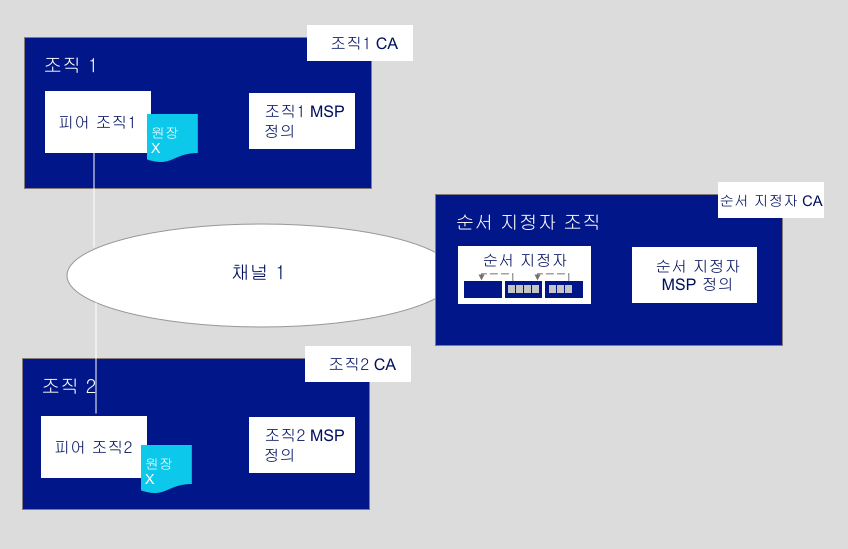 조직1 CA
조직 1
피어 조직1
원장
X
조직1 MSP
정의
순서 지정자 CA
순서 지정자 조직
순서 지정자
순서 지정자
MSP 정의
채널 1
조직2 CA
조직 2
피어 조직2
원장
X
조직2 MSP
정의